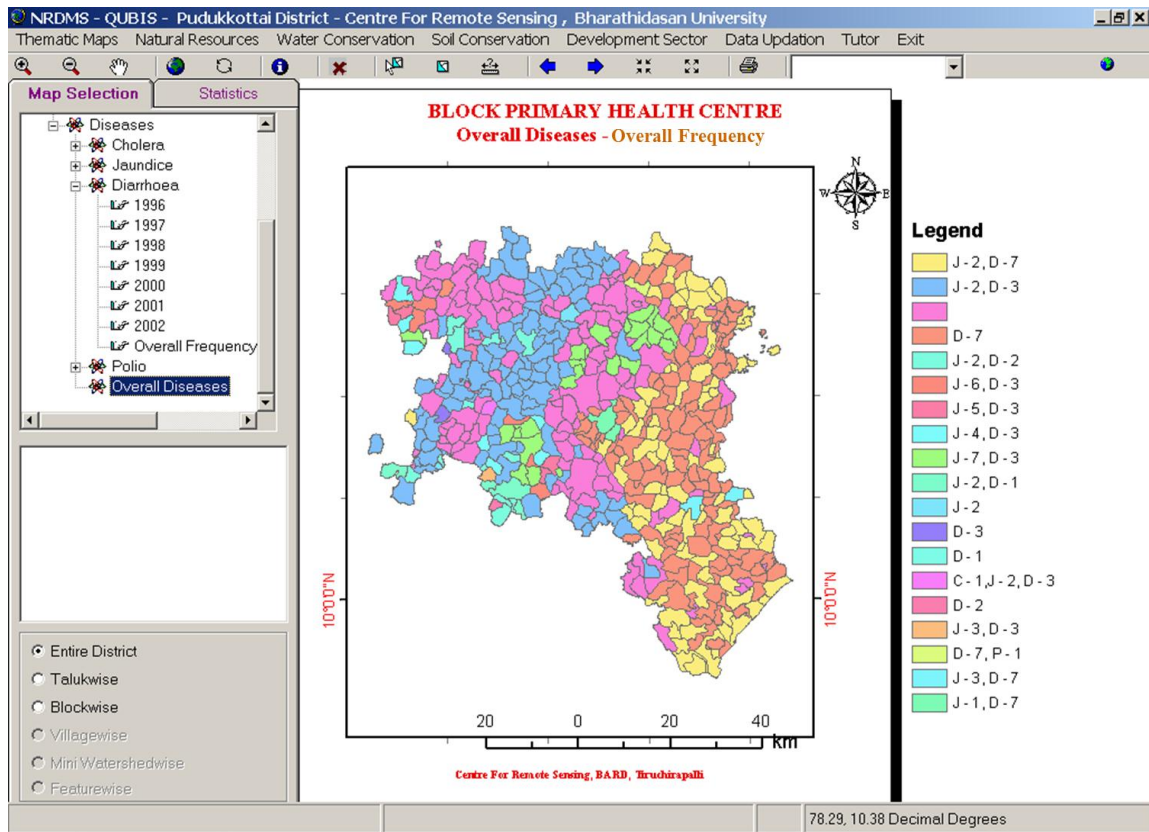 NRDMS - QUBIS - Pudukkottai District - Centre For Remote Sensing , Bharathidasan University
Thematic Maps Natural Resources Water Conservation Soil Conservation Development Sector Data Updation Tutor Exit
Map Selection Statistics
Diseases
Cholera
Jaundice
Diarrhoea
1996
1997
1998
1999
2000
2001
2002
Overall Frequency
Polio
Overall Diseases
Entire District
Talukwise
Blockwise
Villagewise
Mini Watershedwise
Featurewise
BLOCK PRIMARY HEALTH CENTRE
Overall Diseases - Overall Frequency
N
W E
S
10°0'0"N
10°0'0"N
20 0 20 40
km
Centre For Remote Sensing, BARD, Tiruchirapalli
Legend
J - 2, D - 7
J - 2, D - 3
D - 7
J - 2, D - 2
J - 6, D - 3
J - 5, D - 3
J - 4, D - 3
J - 7, D - 3
J - 2, D - 1
J - 2
D - 3
D - 1
C - 1,J - 2, D - 3
D - 2
J - 3, D - 3
D - 7, P - 1
J - 3, D - 7
J - 1, D - 7
78.29, 10.38 Decimal Degrees